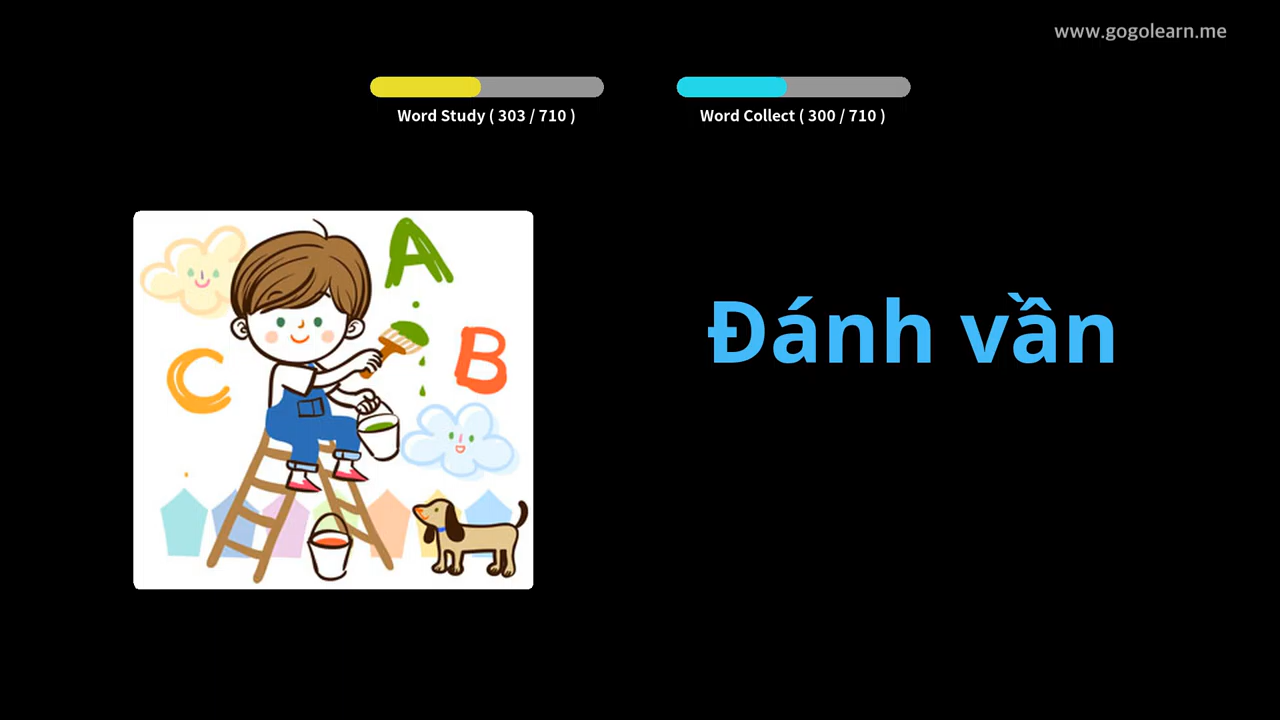 www.gogolearn.me
Word Study ( 303 / 710 )
Word Collect ( 300 / 710 )
A
B
C
Đánh vần